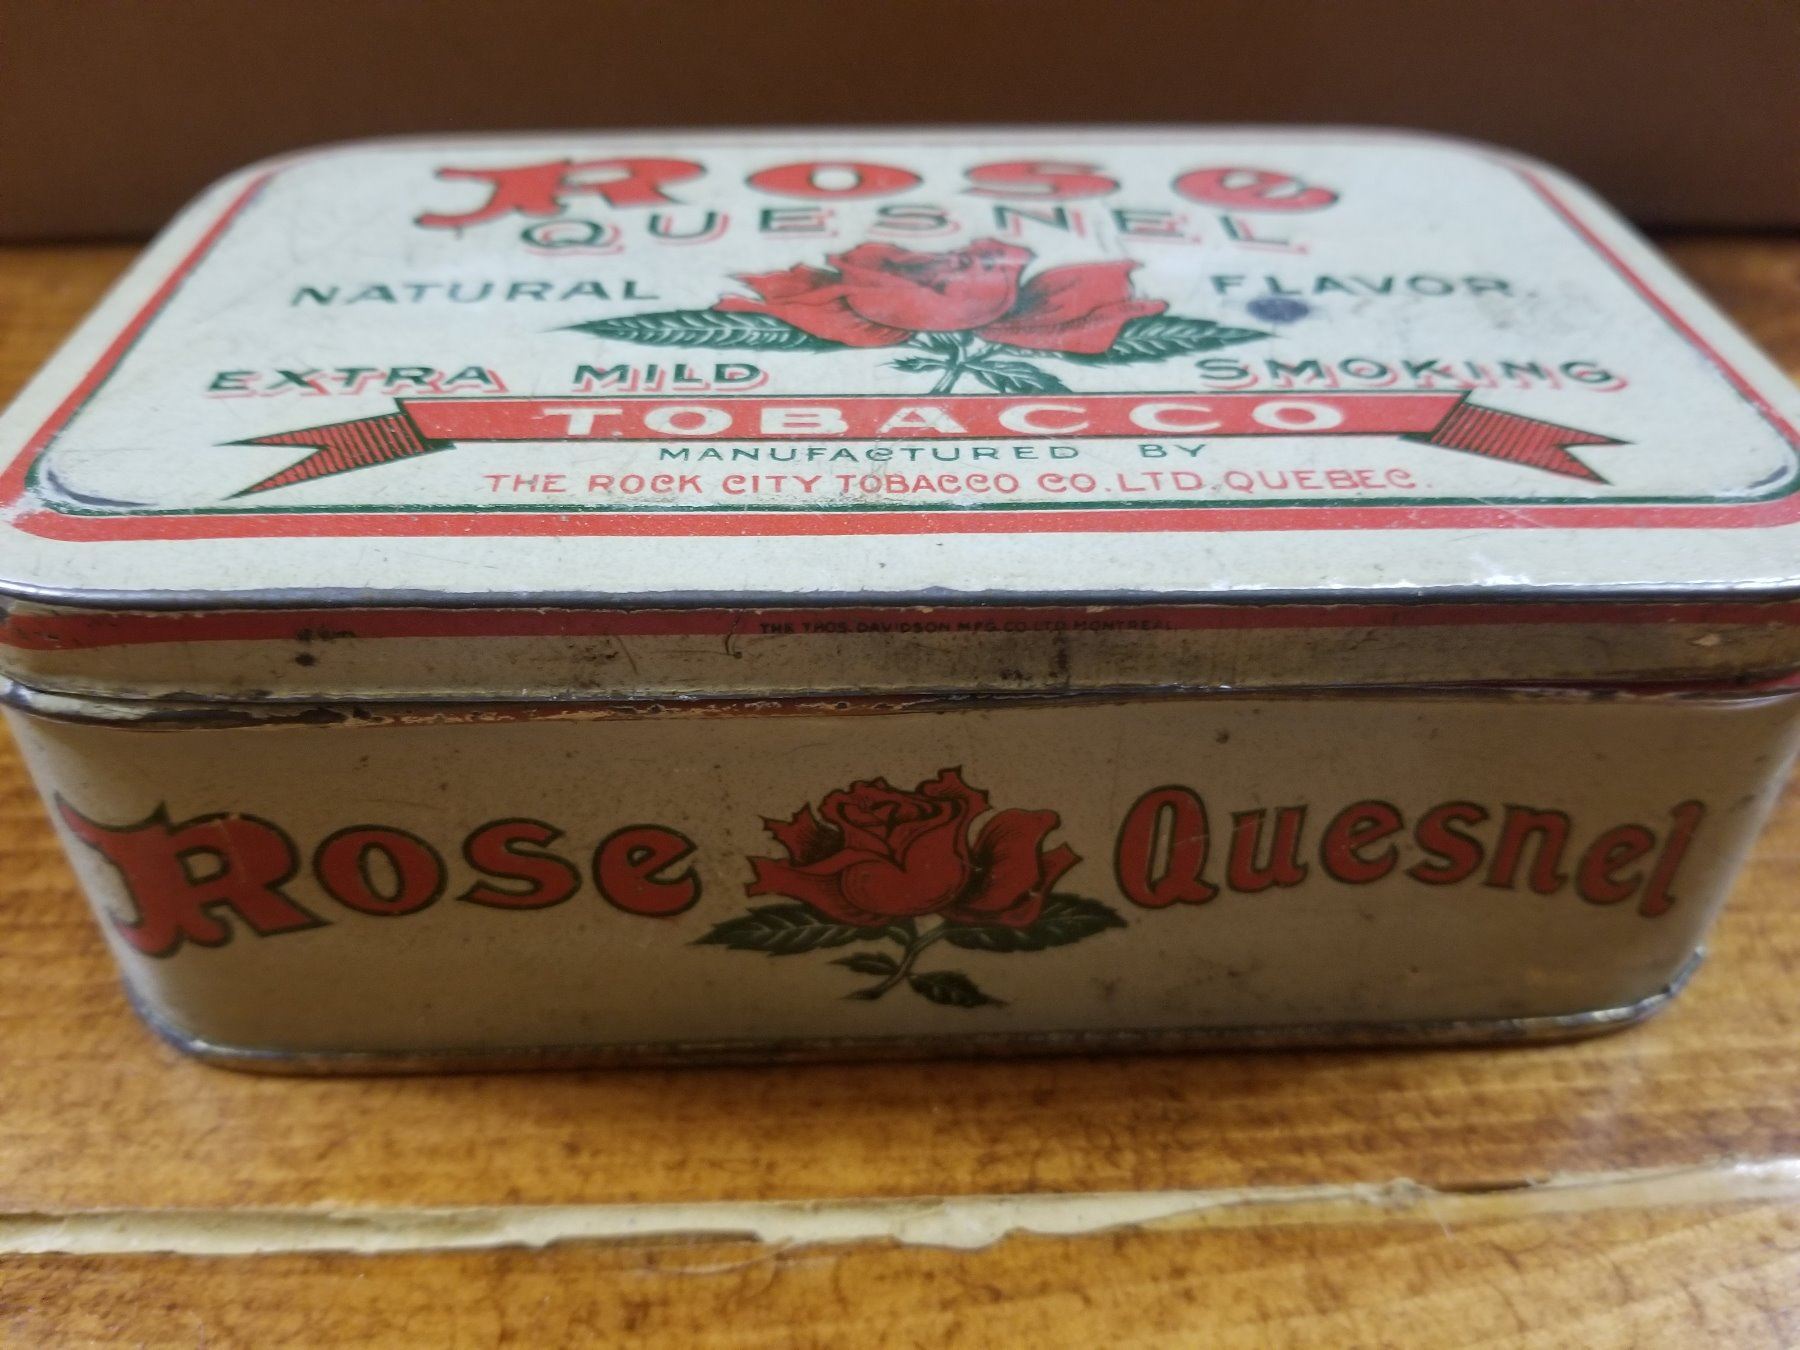 Rose
QUESNEL
NATURAL FLAVOR
EXTRA MILD SMOKING
TOBACCO
MANUFACTURED BY
THE ROCK CITY TOBACCO CO. LTD. QUEBEC.
THE THOS. DAVIDSON MFG. CO. LTD. MONTREAL.
Rose Quesnel